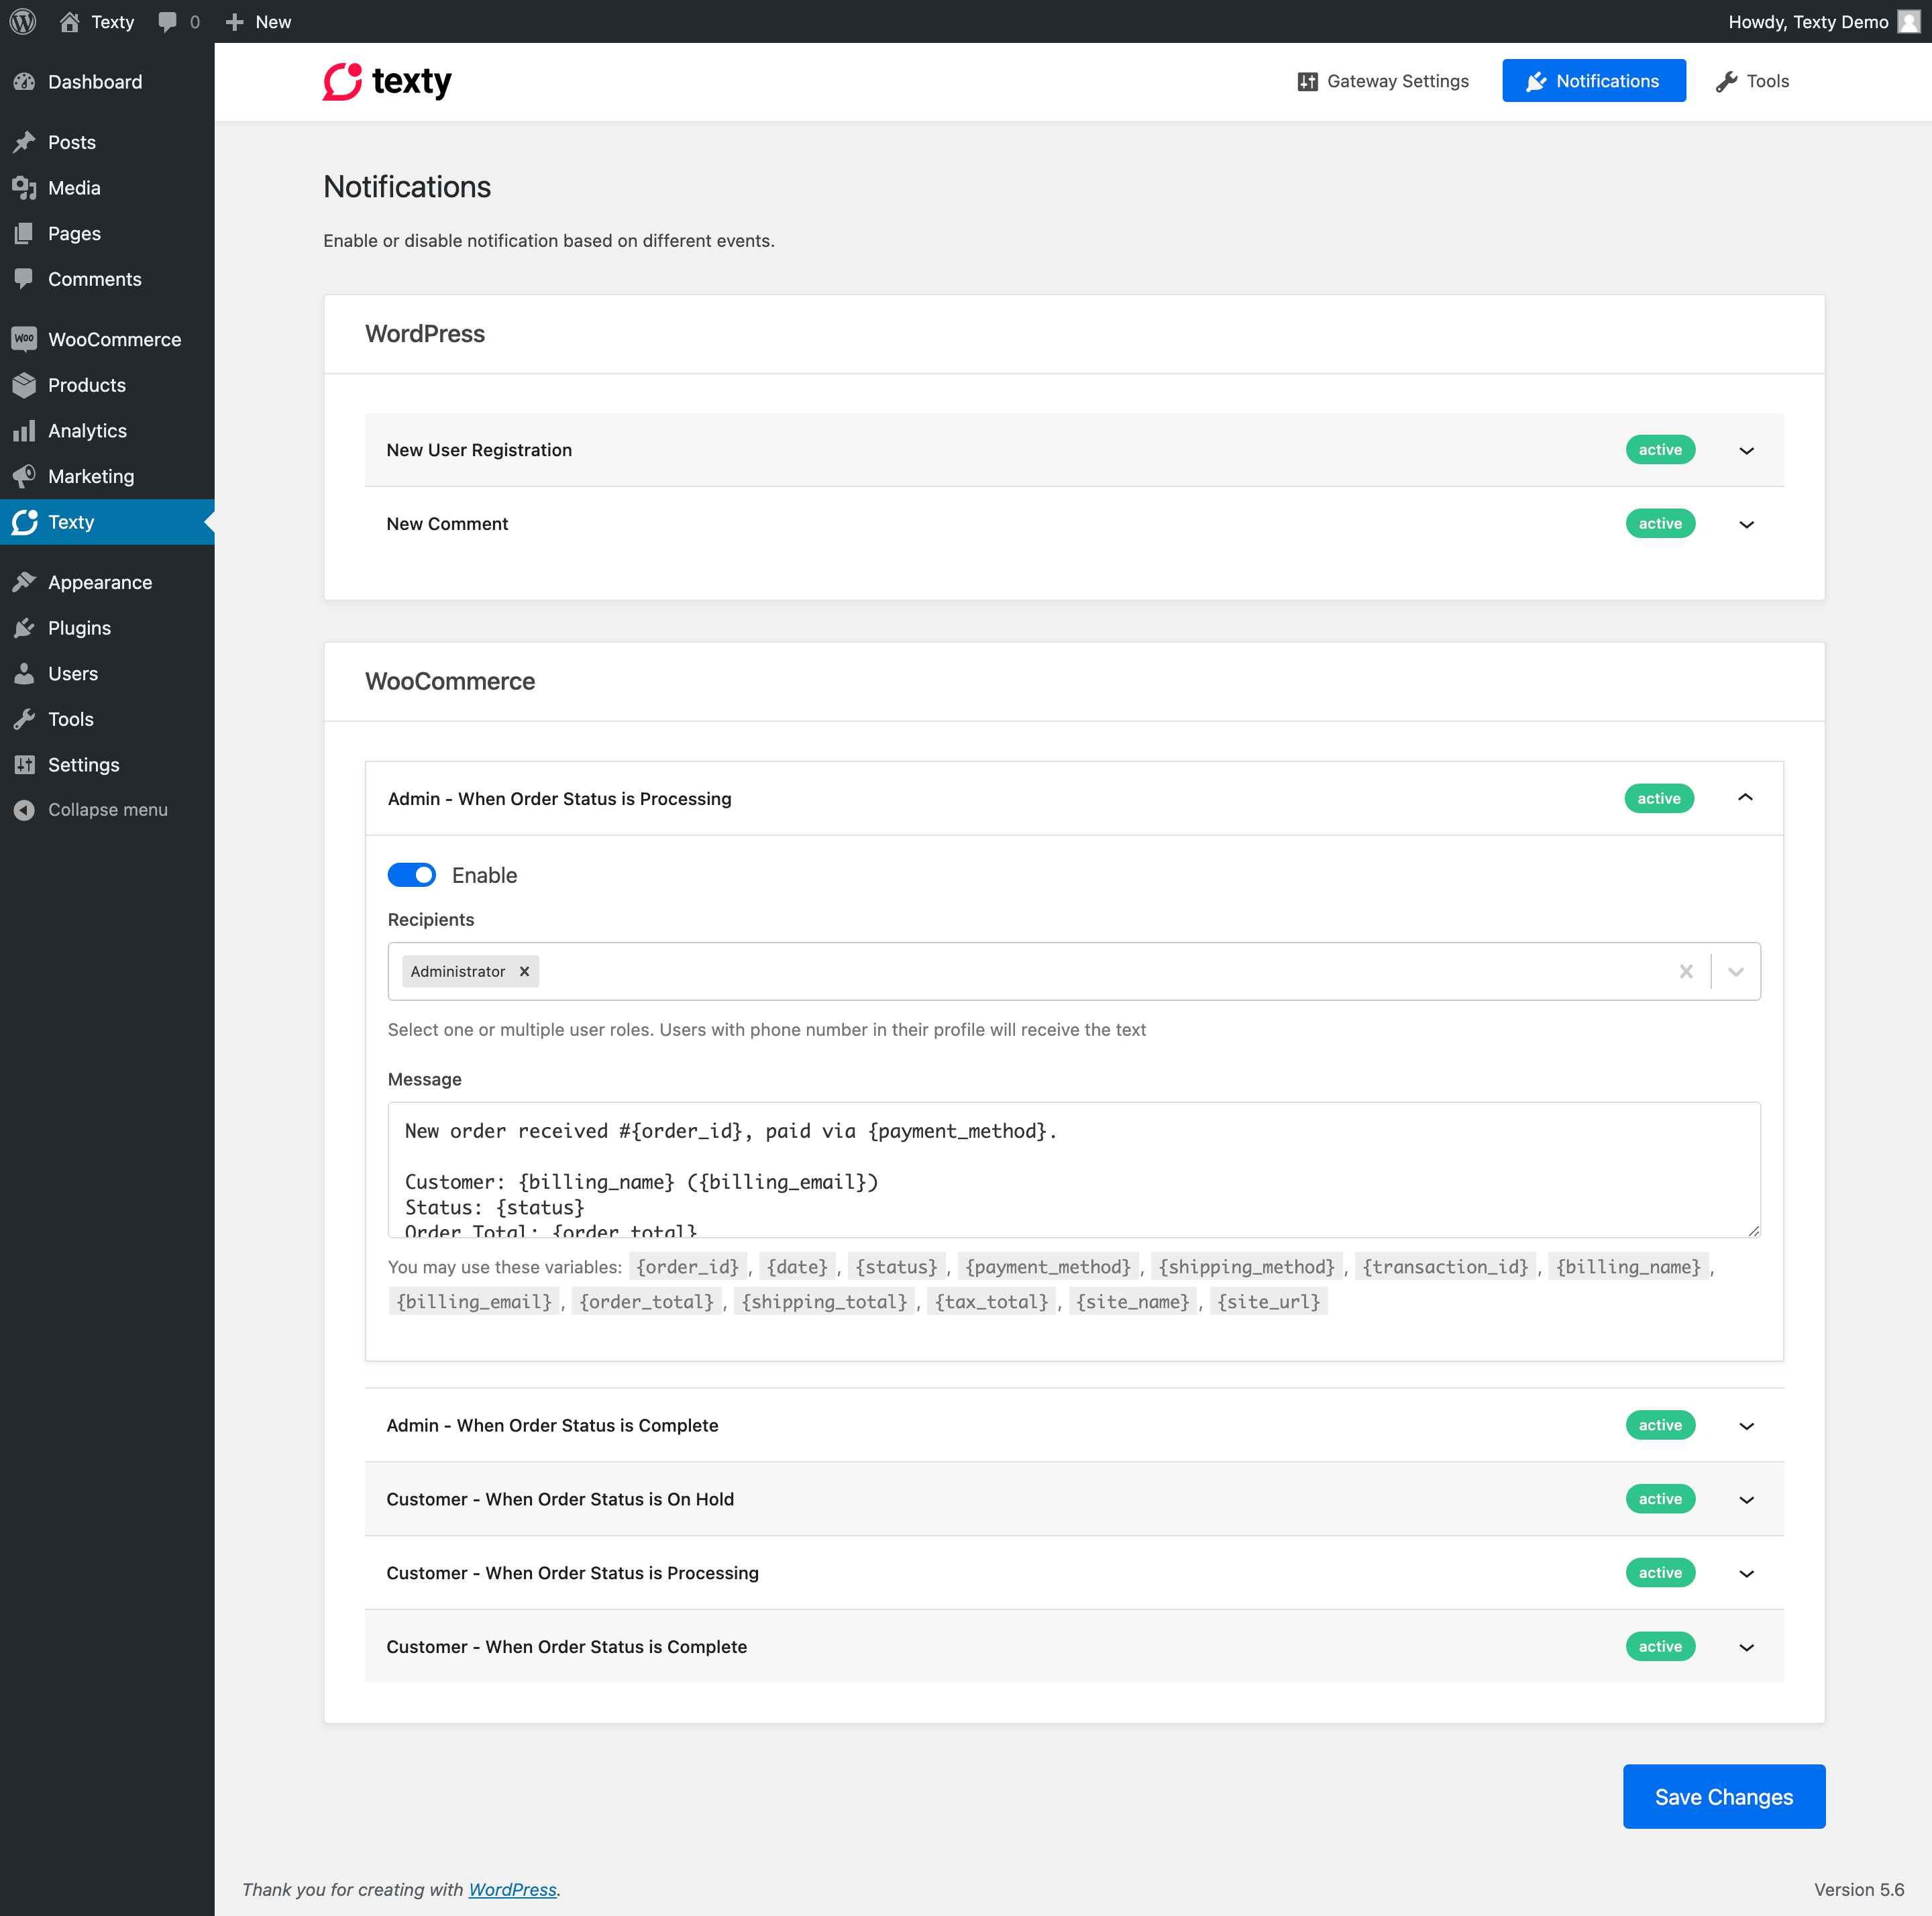 Texty
0
New
Howdy, Texty Demo
Dashboard
Posts
Media
Pages
Comments
WOO
WooCommerce
Products
Analytics
Marketing
Texty
Appearance
Plugins
Users
Tools
Settings
Collapse menu
texty
Gateway Settings
Notifications
Tools
Notifications
Enable or disable notification based on different events.
WordPress
New User Registration
active
New Comment
active
WooCommerce
Admin - When Order Status is Processing
active
Enable
Recipients
Administrator
Select one or multiple user roles. Users with phone number in their profile will receive the text
Message
New order received #{order_id}, paid via {payment_method}.
Customer: {billing_name} ({billing_email})
Status: {status}
Order Total: {order_total}
You may use these variables: {order_id}, {date}, {status}, {payment_method}, {shipping_method}, {transaction_id}, {billing_name},
{billing_email}, {order_total}, {shipping_total}, {tax_total}, {site_name}, {site_url}
Admin - When Order Status is Complete
active
Customer - When Order Status is On Hold
active
Customer - When Order Status is Processing
active
Customer - When Order Status is Complete
active
Save Changes
Thank you for creating with WordPress.
Version 5.6